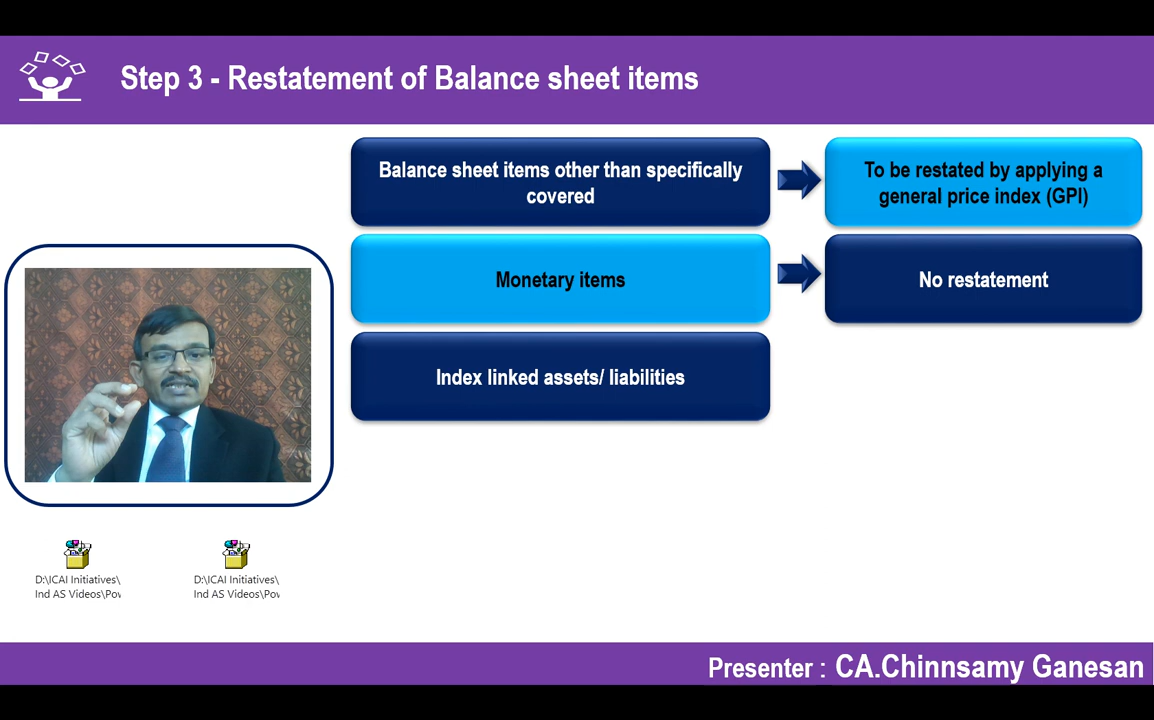 Step 3 - Restatement of Balance sheet items
Balance sheet items other than specifically
covered
To be restated by applying a
general price index (GPI)
Monetary items
No restatement
Index linked assets/ liabilities
D:\ICAI Initiatives\
Ind AS Videos\Pov
D:\ICAI Initiatives\
Ind AS Videos\Pov
Presenter : CA.Chinnsamy Ganesan